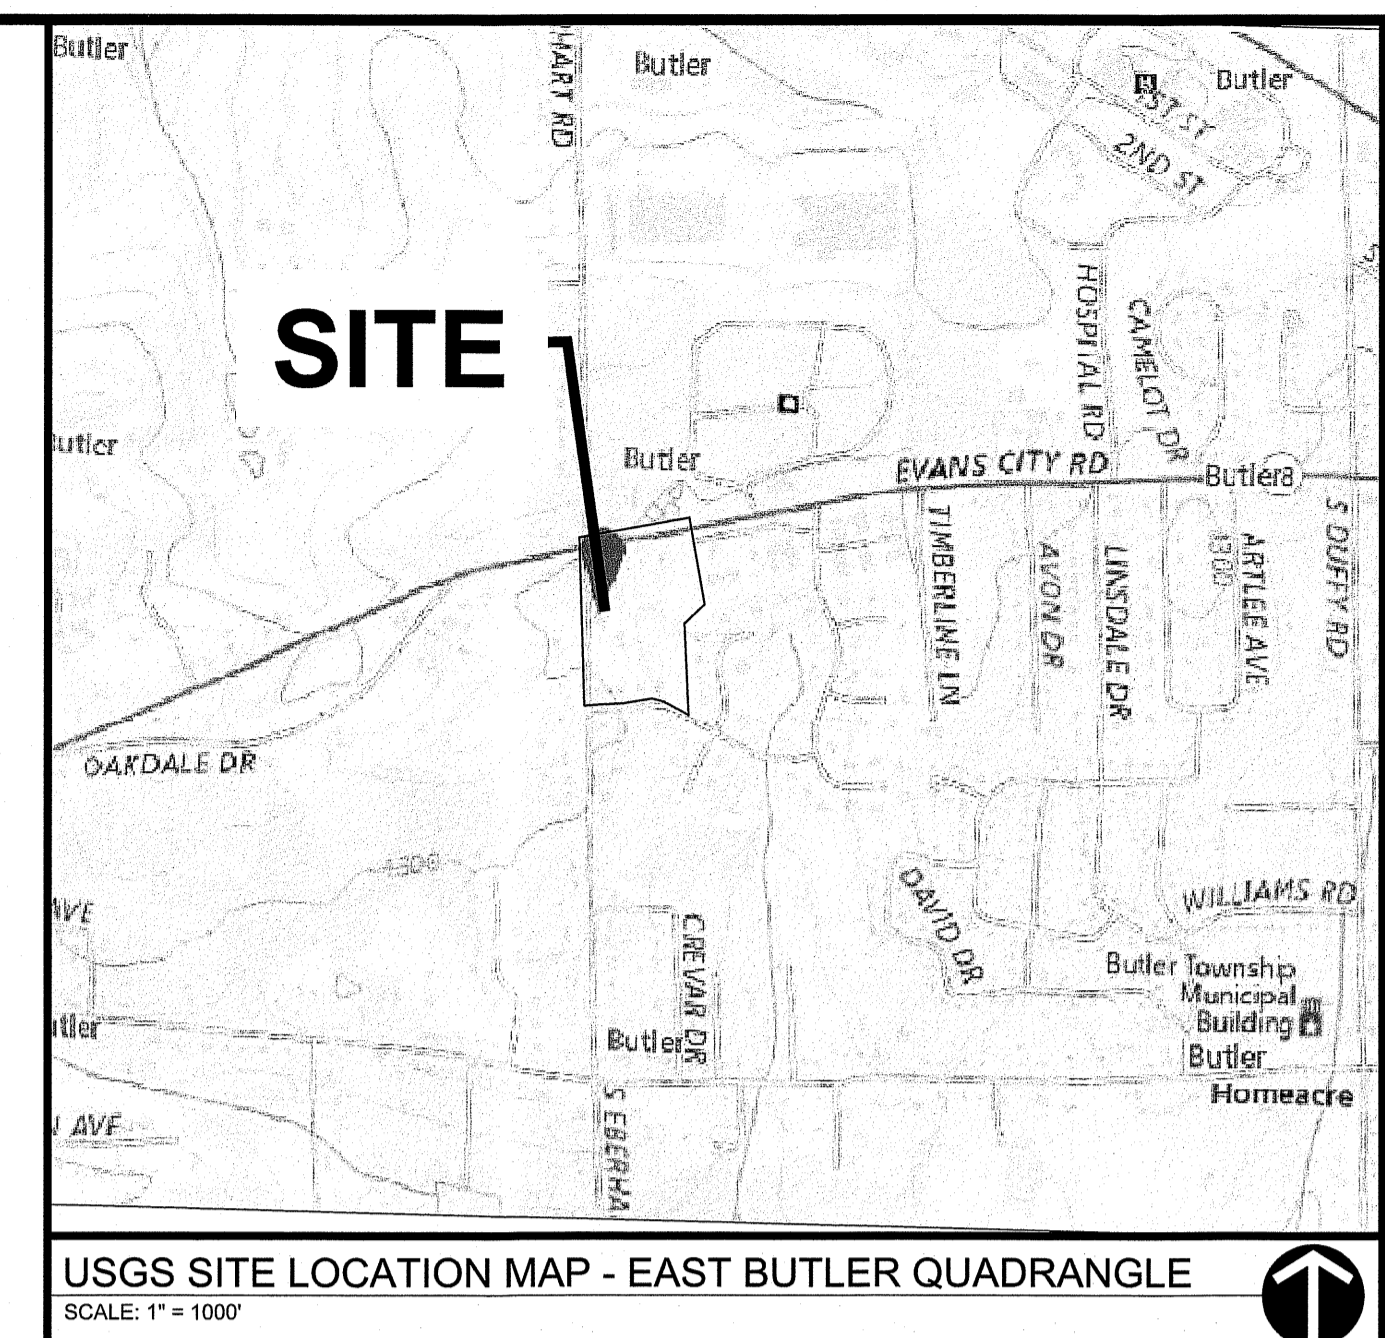 Butler
MART RD
Butler
Butler
1ST ST
2ND ST
HOSPITAL RD
CAMELOT DR
SITE
utler
Butler
EVANS CITY RD
Butler8
S DUFFY RD
TIMBERLINE LN
AVON DR
LINSDALE DR
1300
ARTLEE AVE
OAKDALE DR
AVE
DAVID DR
WILLIAMS RD
CREVAR DR
Butler Township
Municipal
Building
utler
Butler
Butler
Homeacre
S EBERHA
AVE
USGS SITE LOCATION MAP - EAST BUTLER QUADRANGLE
SCALE: 1" = 1000'